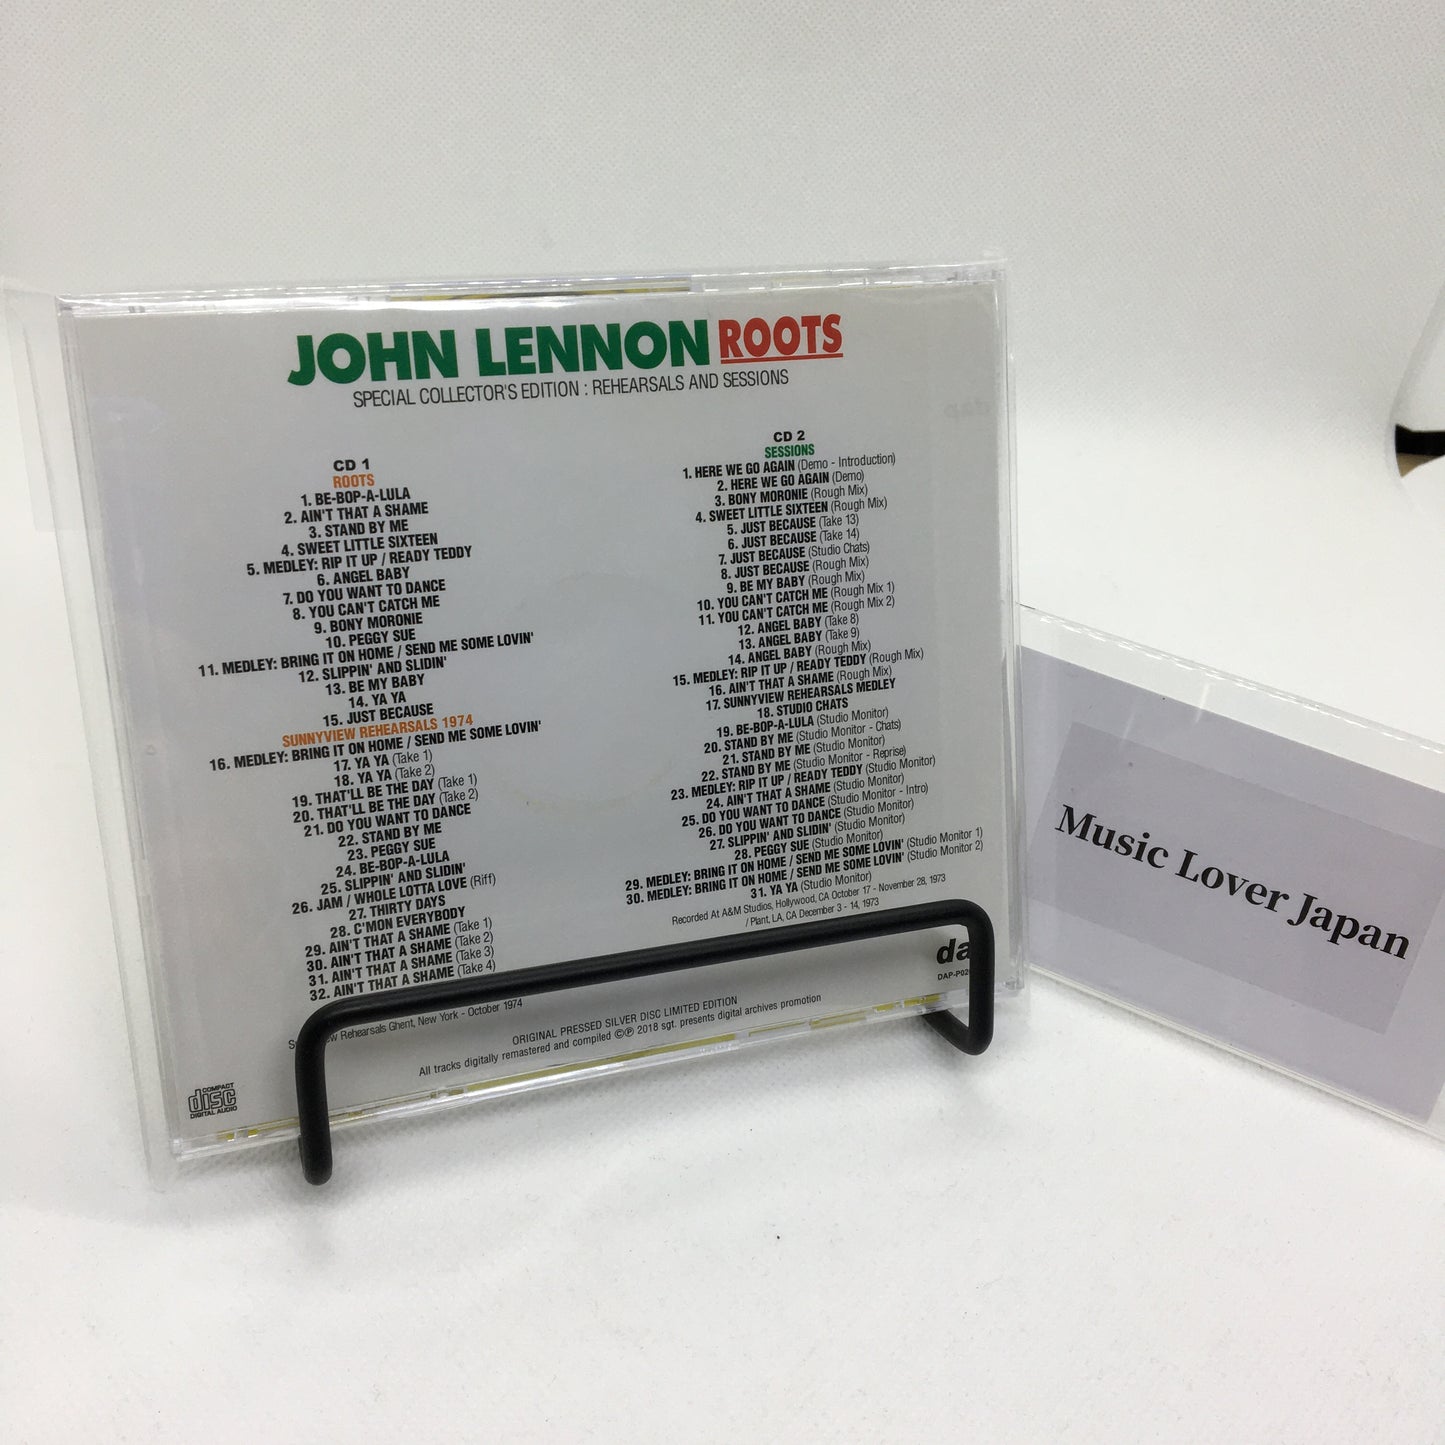 JOHN LENNON ROOTS
SPECIAL COLLECTOR'S EDITION : REHEARSALS AND SESSIONS
CD 1
ROOTS
1. BE-BOP-A-LULA
2. AIN'T THAT A SHAME
3. STAND BY ME
4. SWEET LITTLE SIXTEEN
5. MEDLEY: RIP IT UP / READY TEDDY
6. ANGEL BABY
7. DO YOU WANT TO DANCE
8. YOU CAN'T CATCH ME
9. BONY MORONIE
10. PEGGY SUE
11. MEDLEY: BRING IT ON HOME / SEND ME SOME LOVIN'
12. SLIPPIN' AND SLIDIN'
13. BE MY BABY
14. YA YA
15. JUST BECAUSE
SUNNYVIEW REHEARSALS 1974
16. MEDLEY: BRING IT ON HOME / SEND ME SOME LOVIN'
17. YA YA (Take 1)
18. YA YA (Take 2)
19. THAT'LL BE THE DAY (Take 1)
20. THAT'LL BE THE DAY (Take 2)
21. DO YOU WANT TO DANCE
22. STAND BY ME
23. PEGGY SUE
24. BE-BOP-A-LULA
25. SLIPPIN' AND SLIDIN'
26. JAM / WHOLE LOTTA LOVE (Riff)
27. THIRTY DAYS
28. C'MON EVERYBODY
29. AIN'T THAT A SHAME (Take 1)
30. AIN'T THAT A SHAME (Take 2)
31. AIN'T THAT A SHAME (Take 3)
32. AIN'T THAT A SHAME (Take 4)
Rehearsals Ghent, New York - October 1974
CD 2
SESSIONS
1. HERE WE GO AGAIN (Demo - Introduction)
2. HERE WE GO AGAIN (Demo)
3. BONY MORONIE (Rough Mix)
4. SWEET LITTLE SIXTEEN (Rough Mix)
5. JUST BECAUSE (Take 13)
6. JUST BECAUSE (Take 14)
7. JUST BECAUSE (Studio Chats)
8. JUST BECAUSE (Rough Mix)
9. BE MY BABY (Rough Mix)
10. YOU CAN'T CATCH ME (Rough Mix 1)
11. YOU CAN'T CATCH ME (Rough Mix 2)
12. ANGEL BABY (Take 8)
13. ANGEL BABY (Take 9)
14. ANGEL BABY (Rough Mix)
15. MEDLEY: RIP IT UP / READY TEDDY (Rough Mix)
16. AIN'T THAT A SHAME (Rough Mix)
17. SUNNYVIEW REHEARSALS MEDLEY
18. STUDIO CHATS
19. BE-BOP-A-LULA (Studio Monitor)
20. STAND BY ME (Studio Monitor - Chats)
21. STAND BY ME (Studio Monitor)
22. STAND BY ME (Studio Monitor - Reprise)
23. MEDLEY: RIP IT UP / READY TEDDY (Studio Monitor)
24. AIN'T THAT A SHAME (Studio Monitor)
25. DO YOU WANT TO DANCE (Studio Monitor - Intro)
26. DO YOU WANT TO DANCE (Studio Monitor)
27. SLIPPIN' AND SLIDIN' (Studio Monitor)
28. PEGGY SUE (Studio Monitor)
29. MEDLEY: BRING IT ON HOME / SEND ME SOME LOVIN' (Studio Monitor 1)
30. MEDLEY: BRING IT ON HOME / SEND ME SOME LOVIN' (Studio Monitor 2)
31. YA YA (Studio Monitor)
Recorded At A&M Studios, Hollywood, CA October 17 - November 28, 1973
/ Plant, LA, CA December 3 - 14, 1973
ORIGINAL PRESSED SILVER DISC LIMITED EDITION
All tracks digitally remastered and compiled ©℗ 2018 sgt. presents digital archives promotion
COMPACT
disc
DIGITAL AUDIO
Music Lover Japan